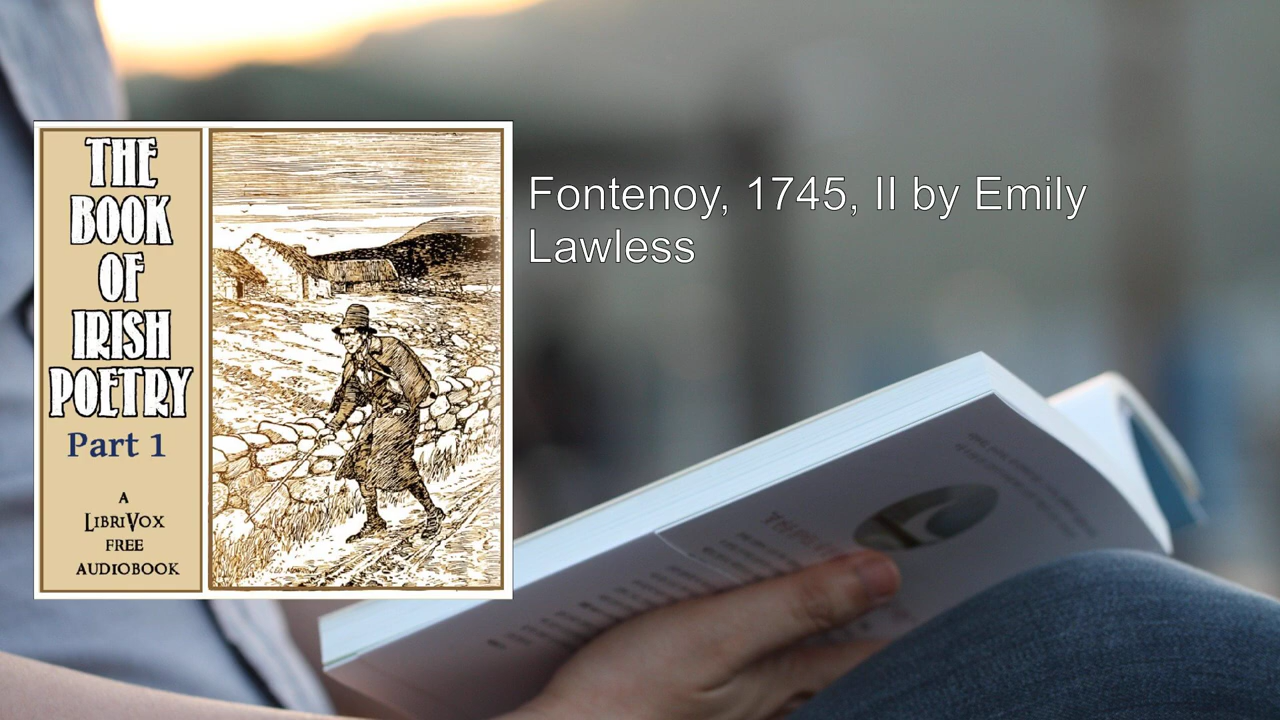 THE
BOOK
OF
IRISH
POETRY
Part 1
A
LIBRIVOX
FREE
AUDIOBOOK
Fontenoy, 1745, II by Emily
Lawless